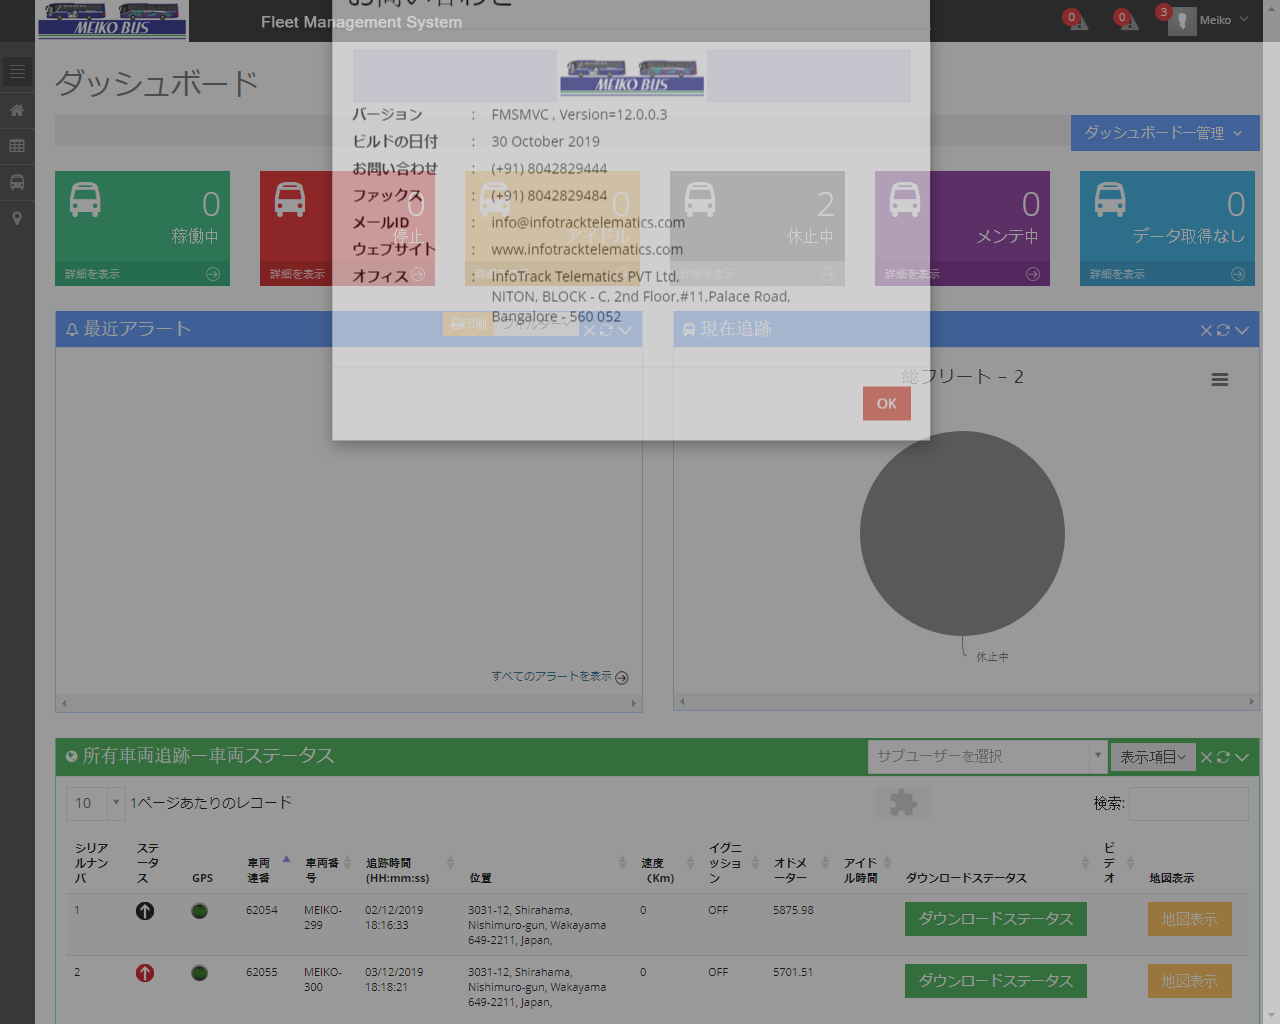 お問い合わせ
MEIKO BUS
Fleet Management System
0
0
3
Meiko
ダッシュボード
ダッシュボードー管理
MEIKO BUS
バージョン : FMSMVC , Version=12.0.0.3
ビルドの日付 : 30 October 2019
お問い合わせ : (+91) 8042829444
ファックス : (+91) 8042829484
メールID : info@infotracktelematics.com
ウェブサイト : www.infotracktelematics.com
オフィス : InfoTrack Telematics PVT Ltd,
NITON, BLOCK - C, 2nd Floor,#11,Palace Road,
Bangalore - 560 052
OK
0
稼働中
詳細を表示
0
停止
詳細を表示
0
アイドル
詳細を表示
2
休止中
詳細を表示
0
メンテ中
詳細を表示
0
データ取得なし
詳細を表示
最近アラート
印刷
フィルター
すべてのアラートを表示
現在追跡
総フリート – 2
休止中
所有車両追跡ー車両ステータス
サブユーザーを選択
表示項目
10 1ページあたりのレコード
検索:
シリアルナンバ ステータス GPS 車両連番 車両番号 追跡時間 (HH:mm:ss) 位置 速度 (Km) イグニッション オドメーター アイドル時間 ダウンロードステータス ビデオ 地図表示
1 62054 MEIKO-299 02/12/2019 18:16:33 3031-12, Shirahama, Nishimuro-gun, Wakayama 649-2211, Japan, 0 OFF 5875.98 ダウンロードステータス 地図表示
2 62055 MEIKO-300 03/12/2019 18:18:21 3031-12, Shirahama, Nishimuro-gun, Wakayama 649-2211, Japan, 0 OFF 5701.51 ダウンロードステータス 地図表示